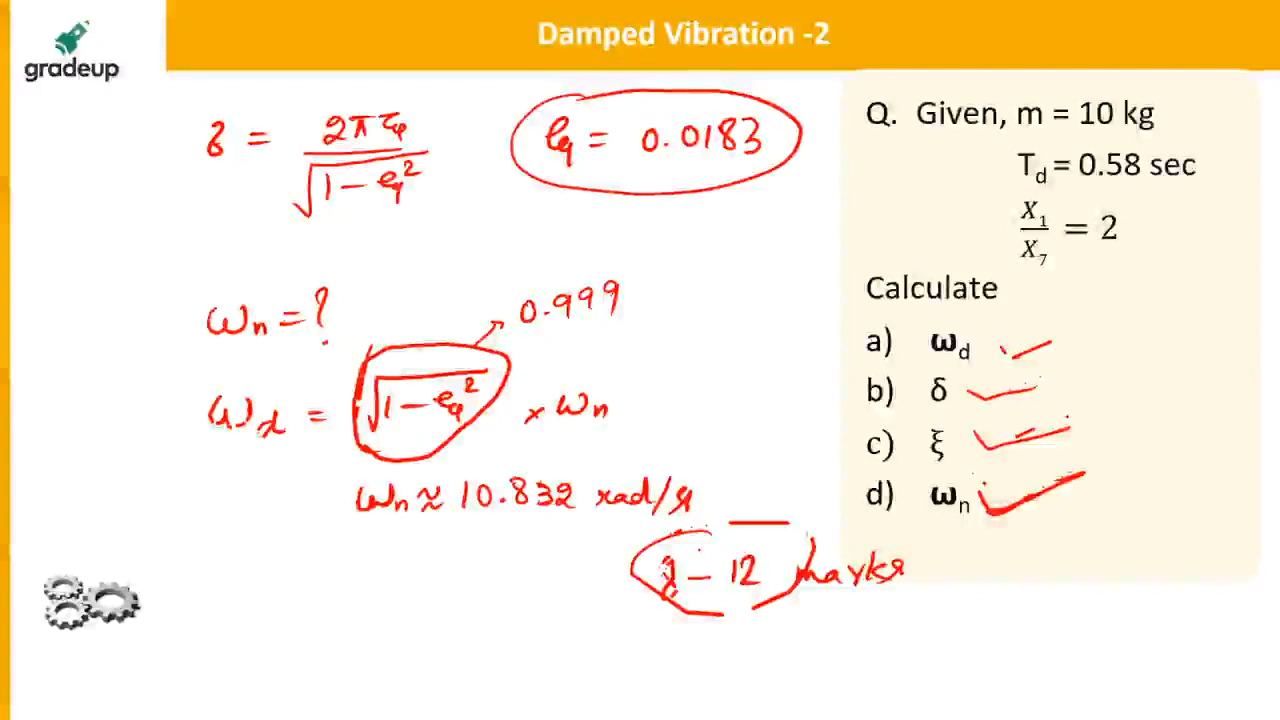 Damped Vibration -2
gradeup
δ = 2π ξ / √1 - ξ²
ξ = 0.0183
ωn = ?
0.999
ωd = √1 - ξ² × ωn
ωn ≈ 10.832 rad/s
- 12 marks
Q. Given, m = 10 kg
Td = 0.58 sec
X1/X7 = 2
Calculate
a) ωd
b) δ
c) ξ
d) ωn